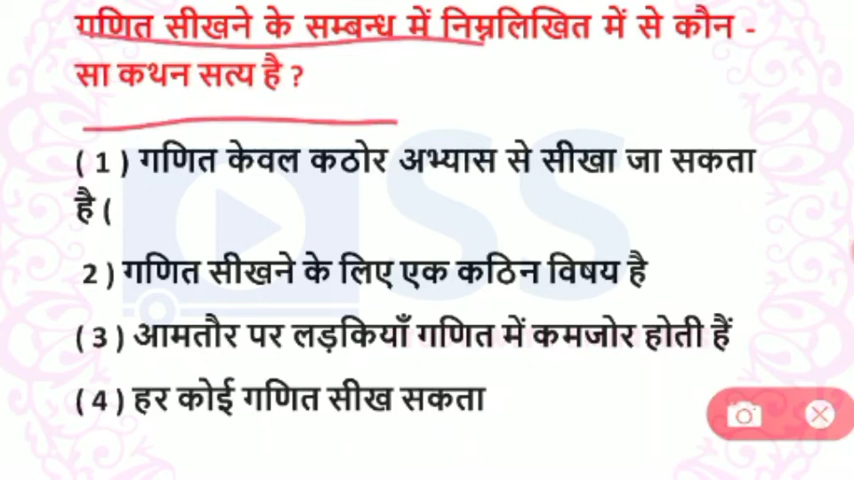 गणित सीखने के सम्बन्ध में निम्नलिखित में से कौन -
सा कथन सत्य है ?
( 1 ) गणित केवल कठोर अभ्यास से सीखा जा सकता
है (
2 ) गणित सीखने के लिए एक कठिन विषय है
( 3 ) आमतौर पर लड़कियाँ गणित में कमजोर होती हैं
( 4 ) हर कोई गणित सीख सकता
SS